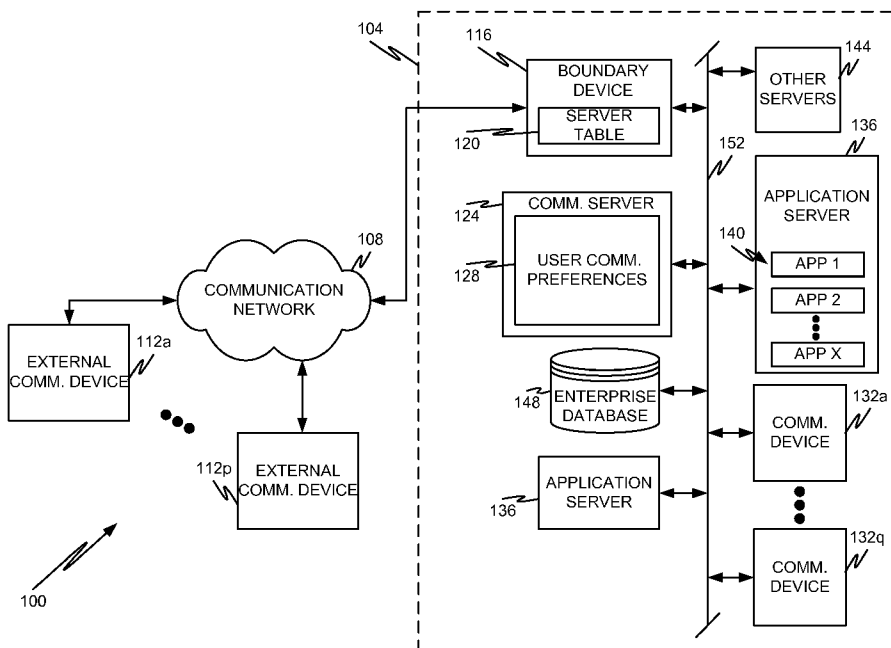 104
116
BOUNDARY
DEVICE
SERVER
TABLE
120
OTHER
SERVERS
144
136
152
APPLICATION
SERVER
140
APP 1
APP 2
APP X
124
COMM. SERVER
128
USER COMM.
PREFERENCES
108
COMMUNICATION
NETWORK
EXTERNAL
COMM. DEVICE
112a
112p
EXTERNAL
COMM. DEVICE
148
ENTERPRISE
DATABASE
132a
COMM.
DEVICE
APPLICATION
SERVER
136
132q
COMM.
DEVICE
100